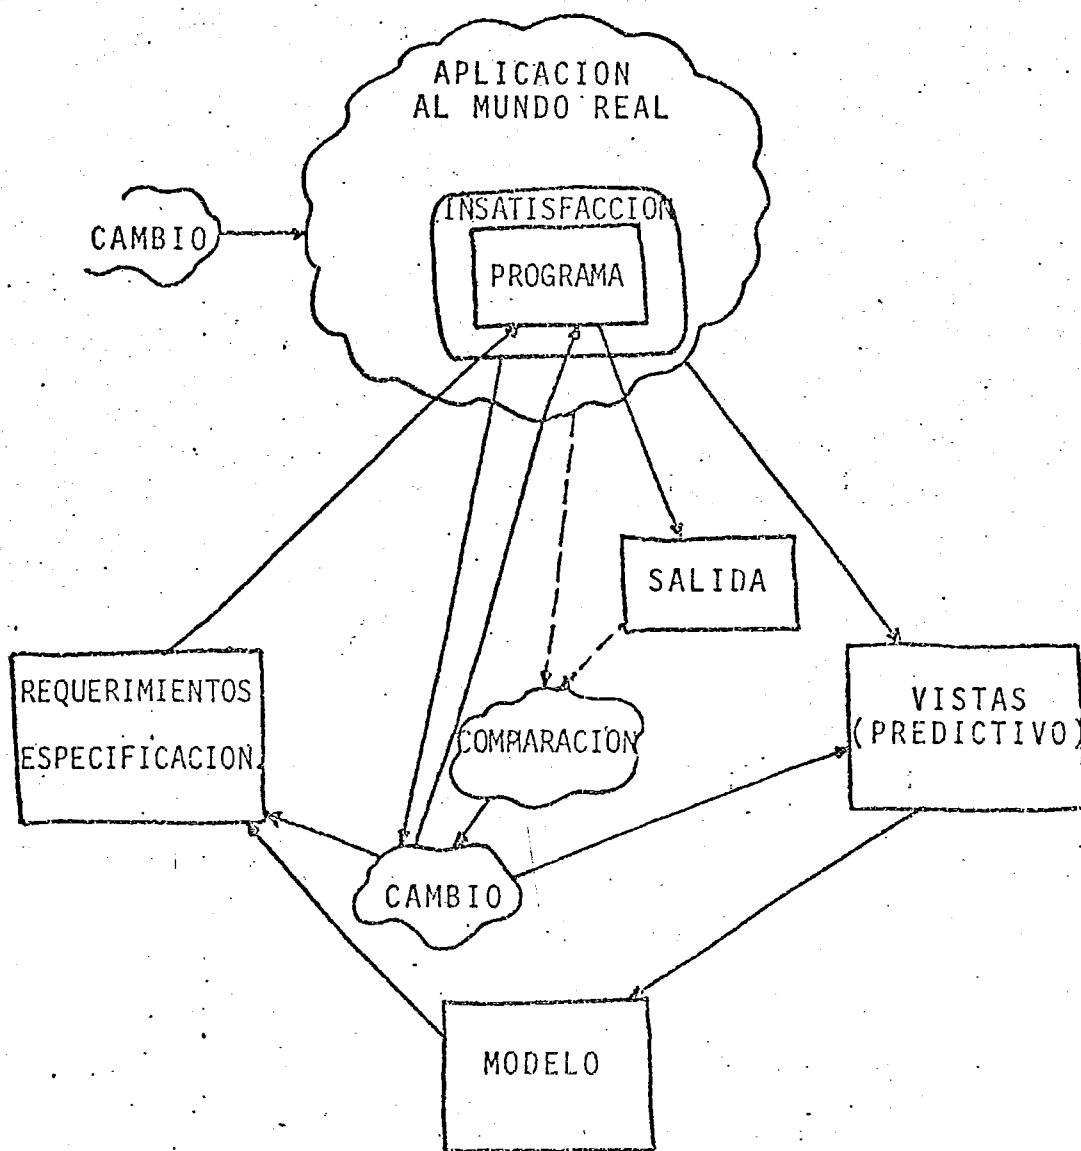 APLICACION
AL MUNDO REAL
CAMBIO
INSATISFACCION
PROGRAMA
SALIDA
REQUERIMIENTOS
ESPECIFICACION
VISTAS
(PREDICTIVO)
COMPARACION
CAMBIO
MODELO